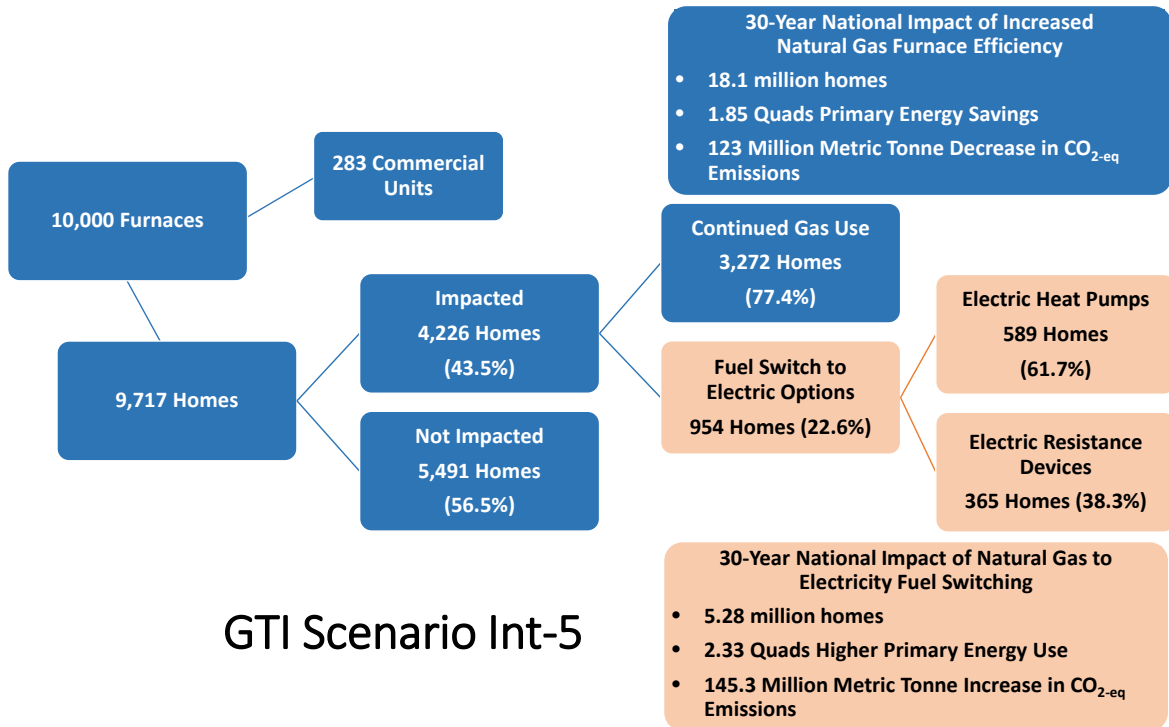 30-Year National Impact of Increased
Natural Gas Furnace Efficiency
• 18.1 million homes
• 1.85 Quads Primary Energy Savings
• 123 Million Metric Tonne Decrease in CO2-eq
Emissions
283 Commercial
Units
10,000 Furnaces
Continued Gas Use
3,272 Homes
(77.4%)
Impacted
4,226 Homes
(43.5%)
Electric Heat Pumps
589 Homes
(61.7%)
9,717 Homes
Fuel Switch to
Electric Options
954 Homes (22.6%)
Not Impacted
5,491 Homes
(56.5%)
Electric Resistance
Devices
365 Homes (38.3%)
30-Year National Impact of Natural Gas to
Electricity Fuel Switching
• 5.28 million homes
• 2.33 Quads Higher Primary Energy Use
• 145.3 Million Metric Tonne Increase in CO2-eq
Emissions
GTI Scenario Int-5